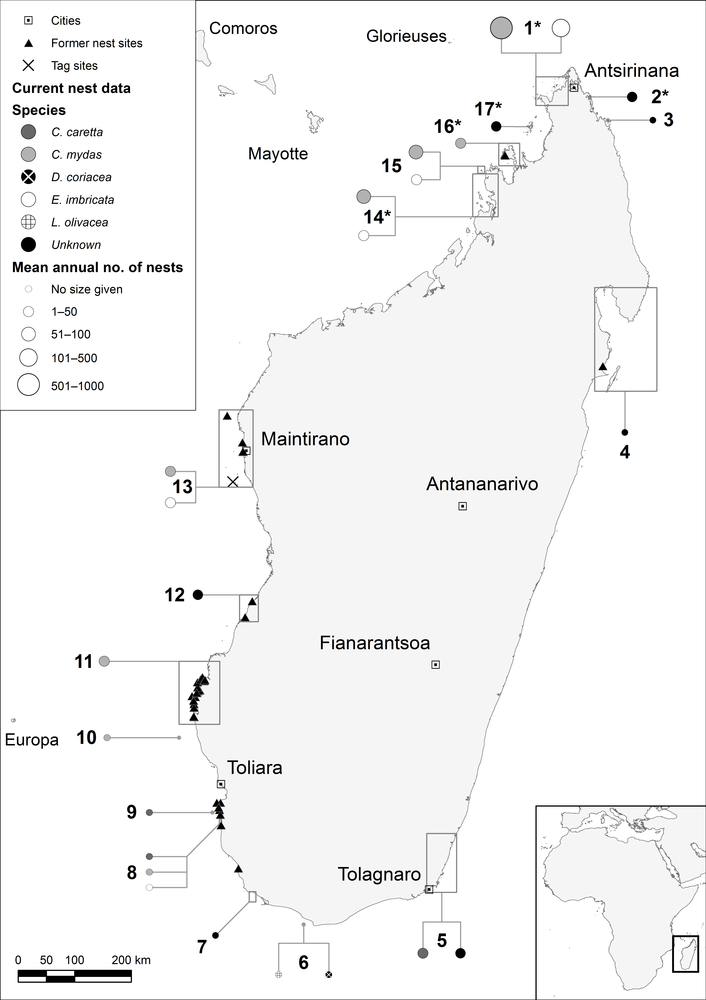 Cities
Former nest sites
Tag sites
Current nest data
Species
C. caretta
C. mydas
D. coriacea
E. imbricata
L. olivacea
Unknown
Mean annual no. of nests
No size given
1–50
51–100
101–500
501–1000
Comoros
Glorieuses
1*
Antsirinana
2*
17*
3
16*
Mayotte
15
14*
Maintirano
4
13
Antananarivo
12
Fianarantsoa
11
10
Europa
Toliara
9
8
Tolagnaro
5
7
6
0 50 100 200 km